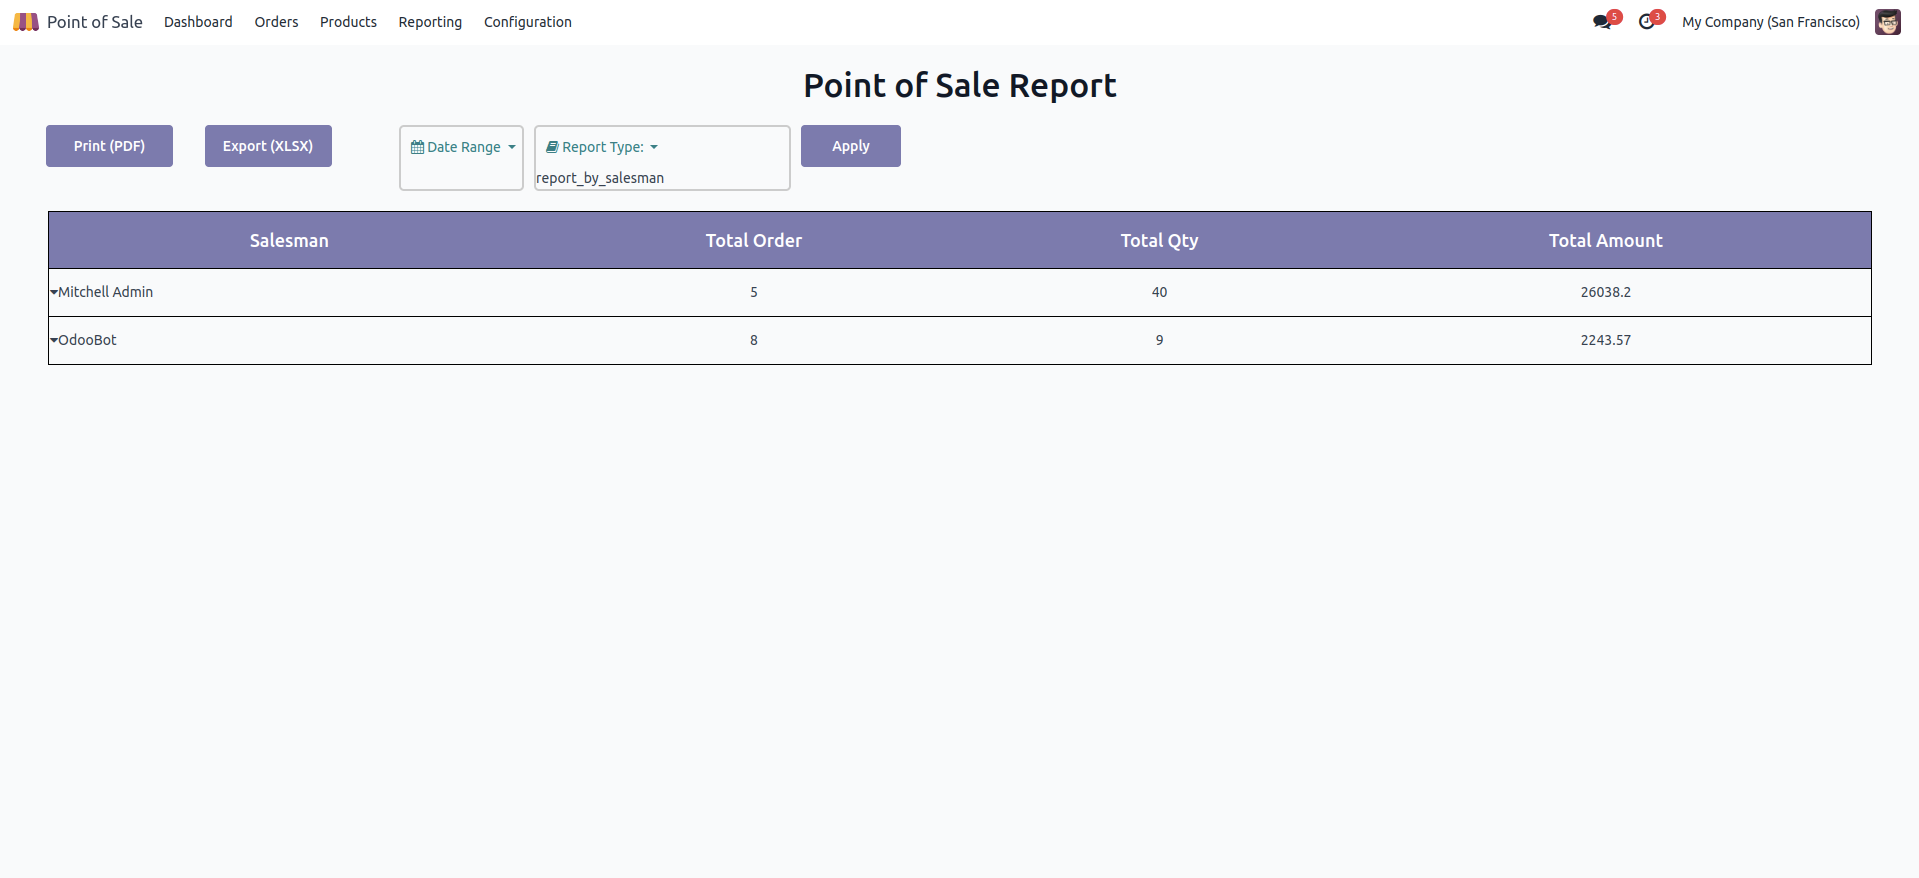 Point of Sale Dashboard Orders Products Reporting Configuration 5 3 My Company (San Francisco)
Point of Sale Report
Print (PDF) Export (XLSX) Date Range Report Type: Apply
report_by_salesman
Salesman Total Order Total Qty Total Amount
Mitchell Admin 5 40 26038.2
OdooBot 8 9 2243.57